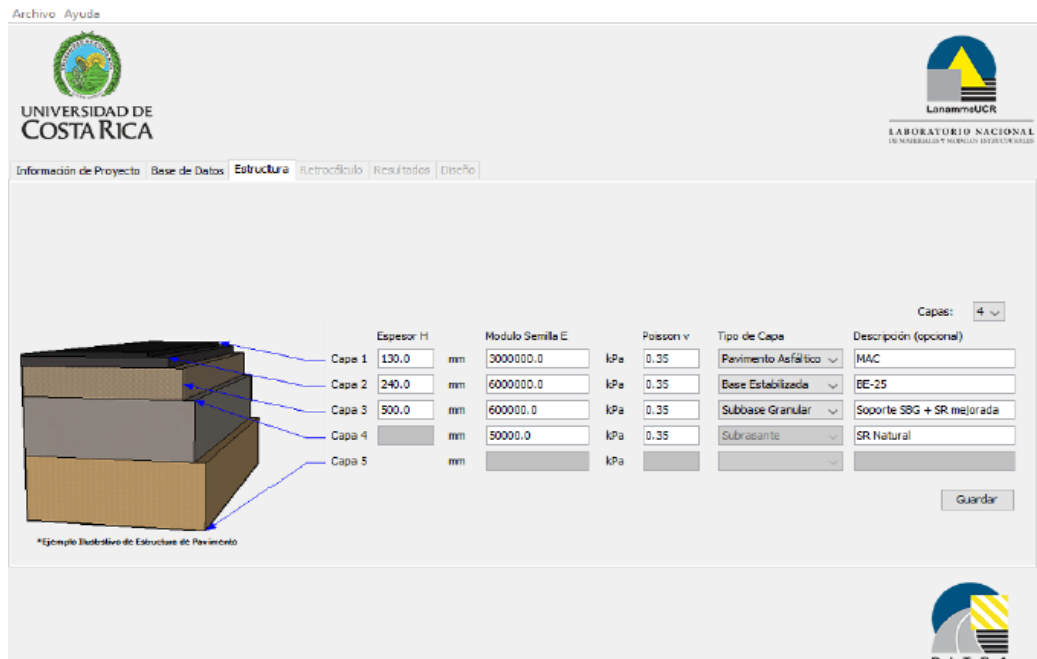 Archivo Ayuda
UNIVERSIDAD DE
COSTA RICA
LanammeUCR
LABORATORIO NACIONAL
DE MATERIALES Y MODELOS ESTRUCTURALES
Información de Proyecto Base de Datos Estructura Retrocálculo Resultados Diseño
Capas: 4
Espesor H Modulo Semilla E Poisson v Tipo de Capa Descripción (opcional)
Capa 1 130.0 mm 3000000.0 kPa 0.35 Pavimento Asfáltico MAC
Capa 2 240.0 mm 6000000.0 kPa 0.35 Base Estabilizada BE-25
Capa 3 500.0 mm 600000.0 kPa 0.35 Subbase Granular Soporte SBG + SR mejorada
Capa 4 mm 50000.0 kPa 0.35 Subrasante SR Natural
Capa 5 mm kPa
Guardar
*Ejemplo Ilustrativo de Estructura de Pavimento